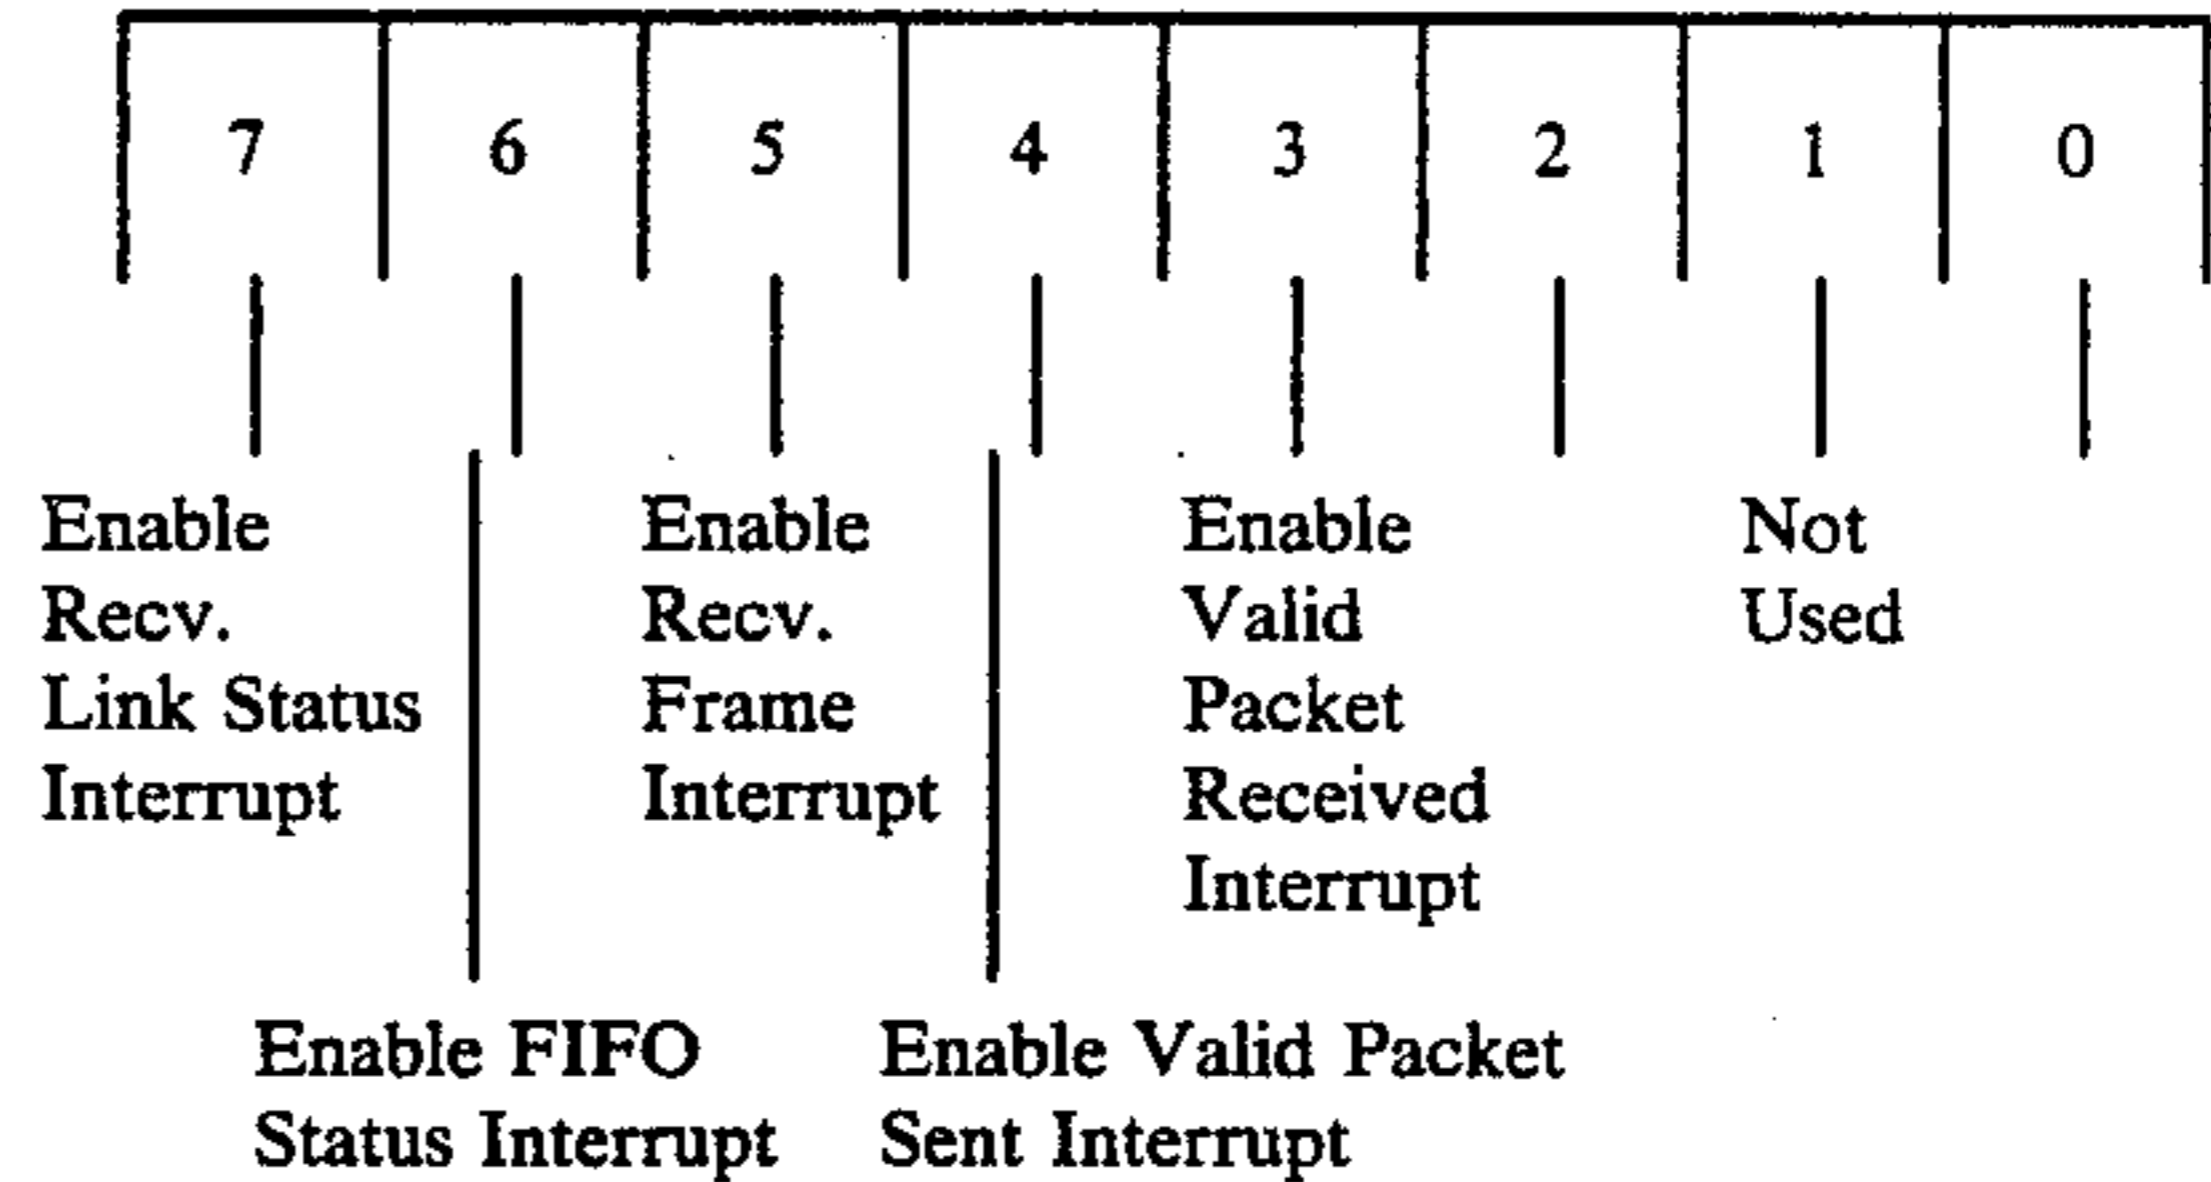 7 6 5 4 3 2 1 0
Enable
Recv.
Link Status
Interrupt
Enable
Recv.
Frame
Interrupt
Enable
Valid
Packet
Received
Interrupt
Not
Used
Enable FIFO
Status Interrupt
Enable Valid Packet
Sent Interrupt